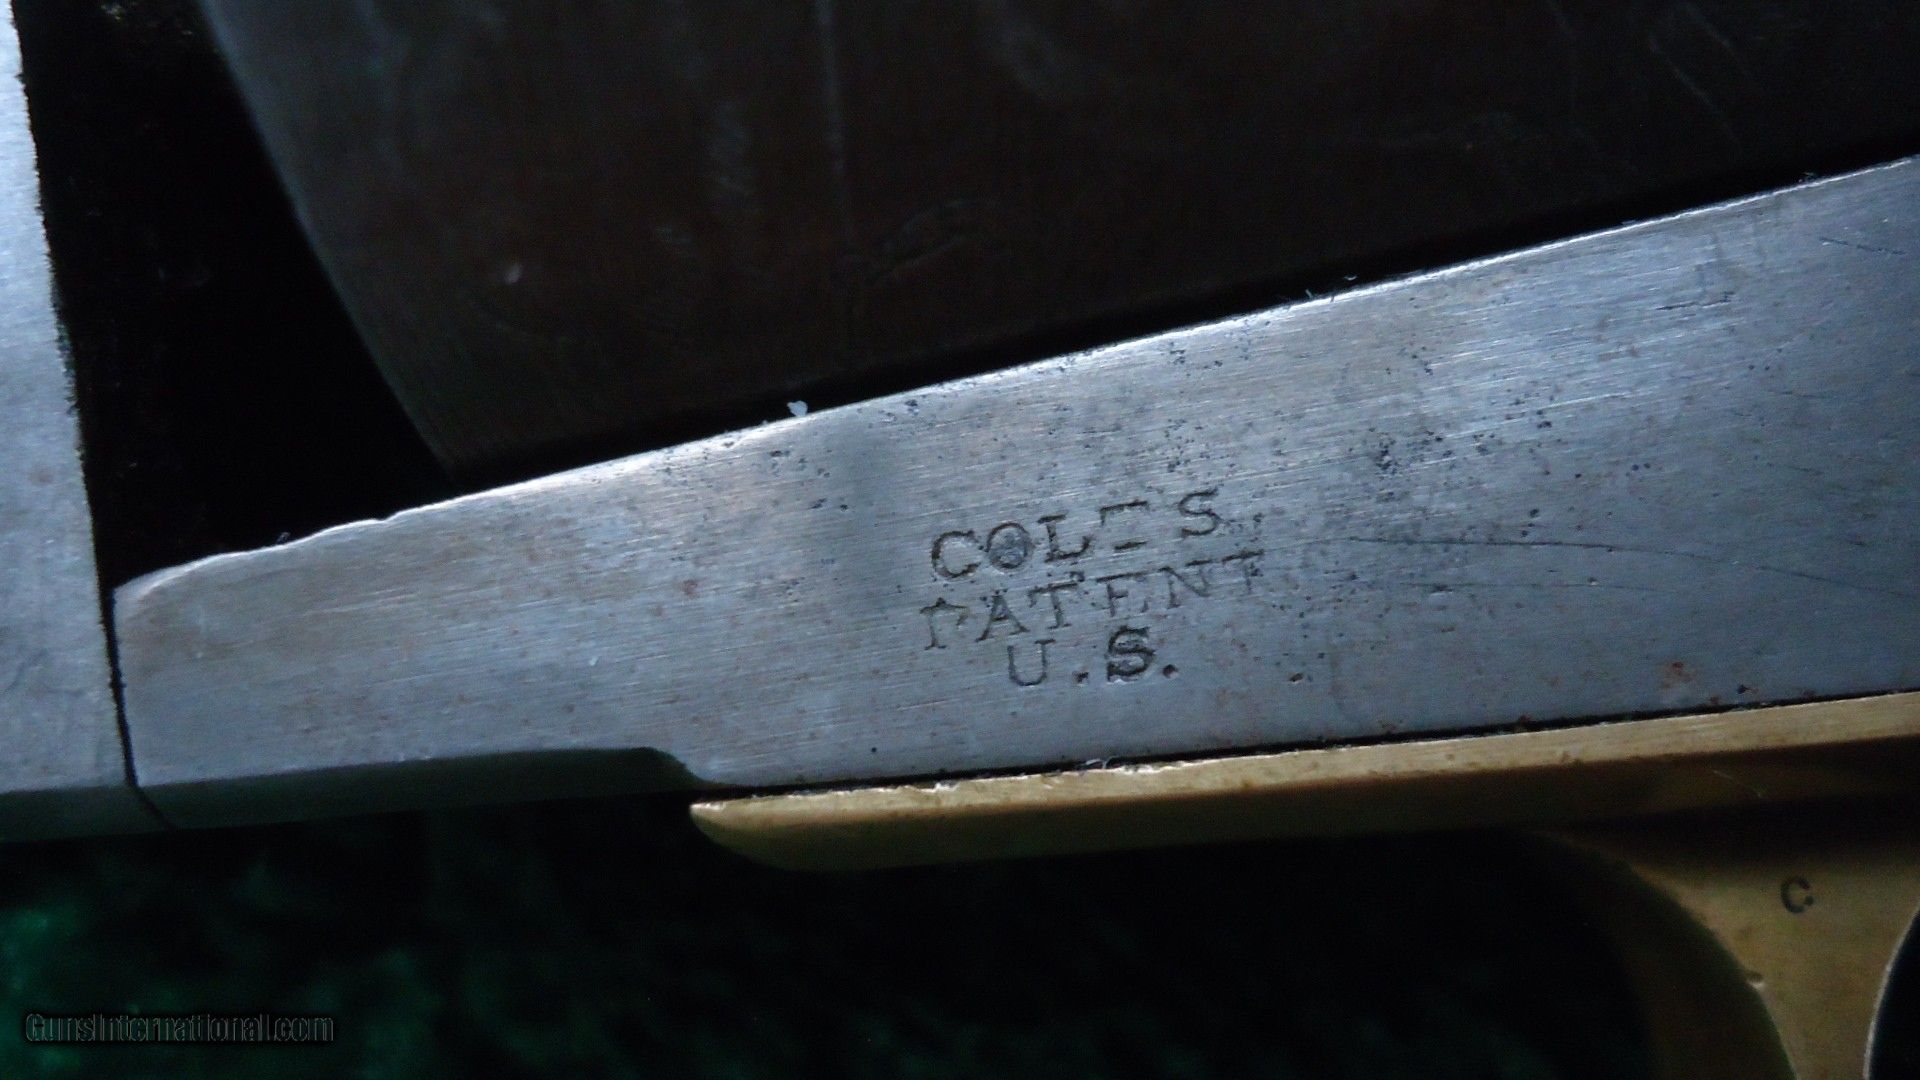 COLTS
PATENT
U.S.
C
GunsInternational.com